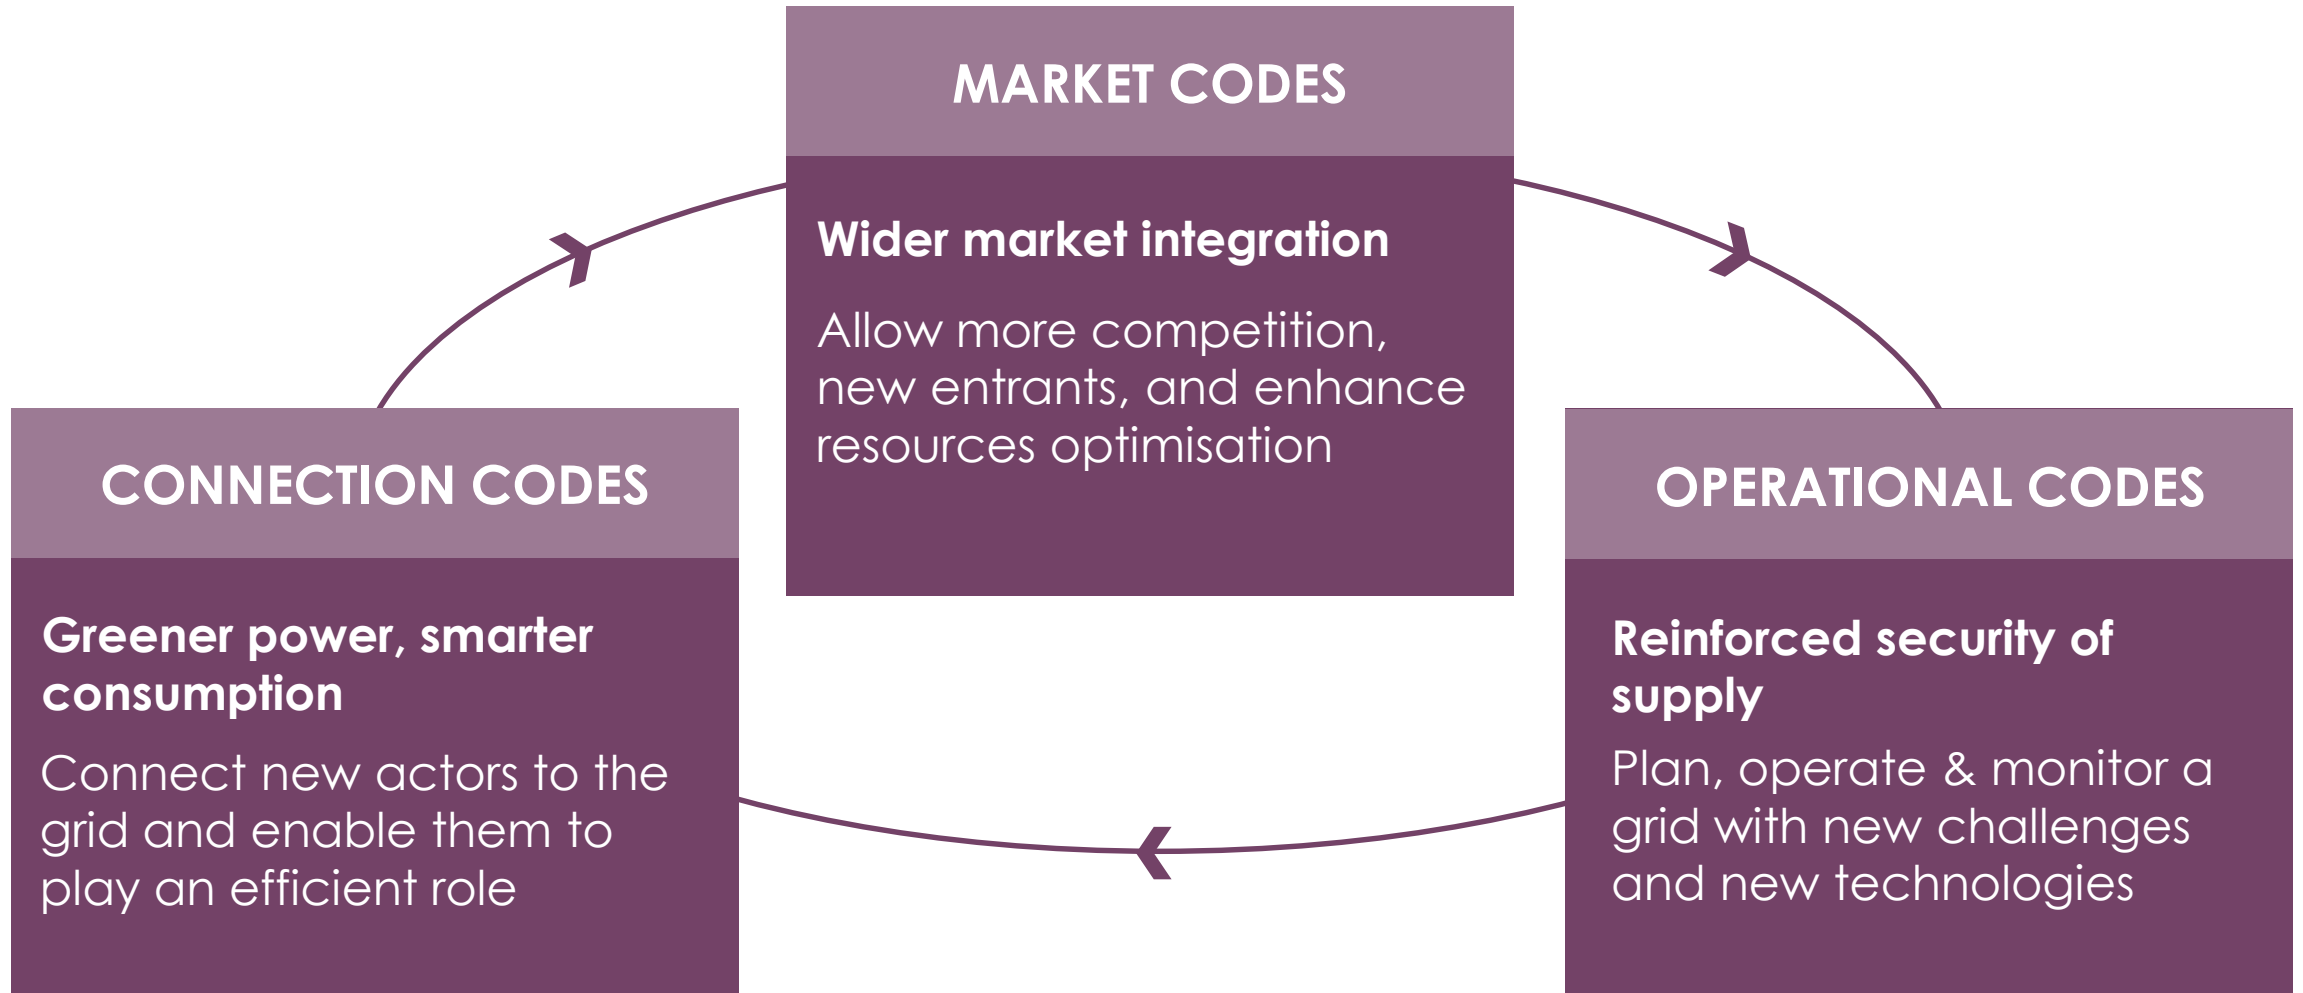 MARKET CODES
Wider market integration
Allow more competition,
new entrants, and enhance
resources optimisation
CONNECTION CODES
Greener power, smarter
consumption
Connect new actors to the
grid and enable them to
play an efficient role
OPERATIONAL CODES
Reinforced security of
supply
Plan, operate & monitor a
grid with new challenges
and new technologies